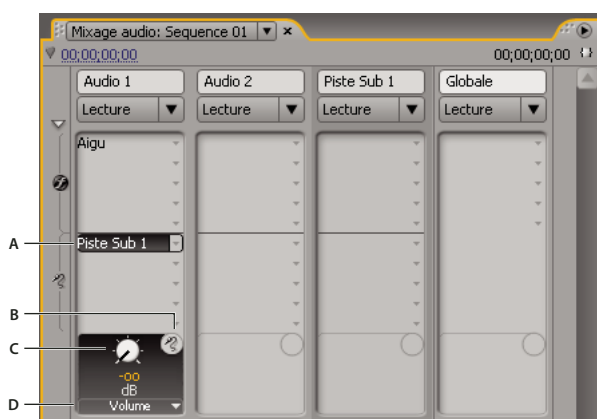 Mixage audio: Sequence 01
00;00;00;00 00;00;00;00
Audio 1 Audio 2 Piste Sub 1 Globale
Lecture Lecture Lecture Lecture
Aigu
A Piste Sub 1
B
C
-oo
dB
D Volume